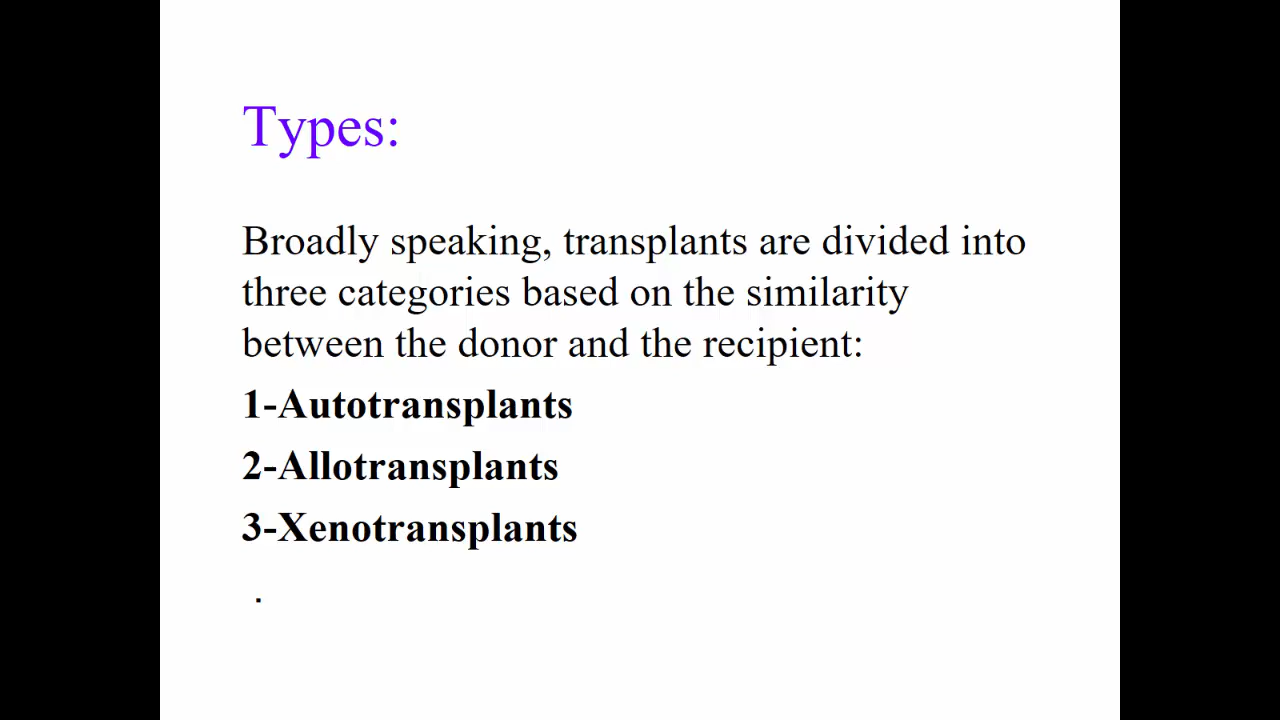 Types:
Broadly speaking, transplants are divided into
three categories based on the similarity
between the donor and the recipient:
1-Autotransplants
2-Allotransplants
3-Xenotransplants
.